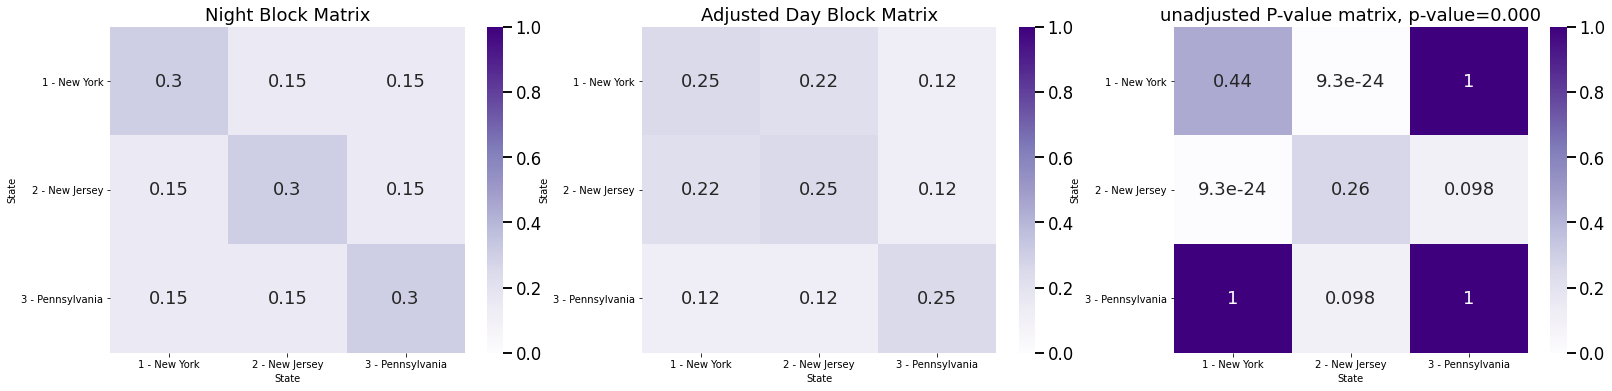 Night Block Matrix
State
1 - New York
2 - New Jersey
3 - Pennsylvania
0.3 0.15 0.15
0.15 0.3 0.15
0.15 0.15 0.3
1 - New York 2 - New Jersey 3 - Pennsylvania
State
1.0
0.8
0.6
0.4
0.2
0.0
Adjusted Day Block Matrix
State
1 - New York
2 - New Jersey
3 - Pennsylvania
0.25 0.22 0.12
0.22 0.25 0.12
0.12 0.12 0.25
1 - New York 2 - New Jersey 3 - Pennsylvania
State
1.0
0.8
0.6
0.4
0.2
0.0
unadjusted P-value matrix, p-value=0.000
State
1 - New York
2 - New Jersey
3 - Pennsylvania
0.44 9.3e-24 1
9.3e-24 0.26 0.098
1 0.098 1
1 - New York 2 - New Jersey 3 - Pennsylvania
State
1.0
0.8
0.6
0.4
0.2
0.0